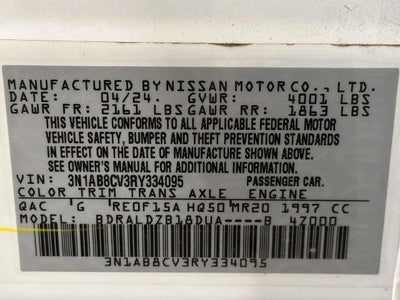 MANUFACTURED BY NISSAN MOTOR CO., LTD.
DATE: 04/24. GVWR: 4001 LBS
GAWR FR: 2161 LBS GAWR RR: 1863 LBS
THIS VEHICLE CONFORMS TO ALL APPLICABLE FEDERAL MOTOR
VEHICLE SAFETY, BUMPER AND THEFT PREVENTION STANDARDS
IN EFFECT ON THE DATE OF MANUFACTURE SHOWN ABOVE.
SEE OWNER'S MANUAL FOR ADDITIONAL INFORMATION.
VIN: 3N1AB8CV3RY334095 PASSENGER CAR.
COLOR TRIM TRANS AXLE ENGINE
QAC 'G RE0F15A HQ50 MR20 1997 CC
MODEL: BDRALDZB18DUA----B 4Z000
3N1AB8CV3RY334095